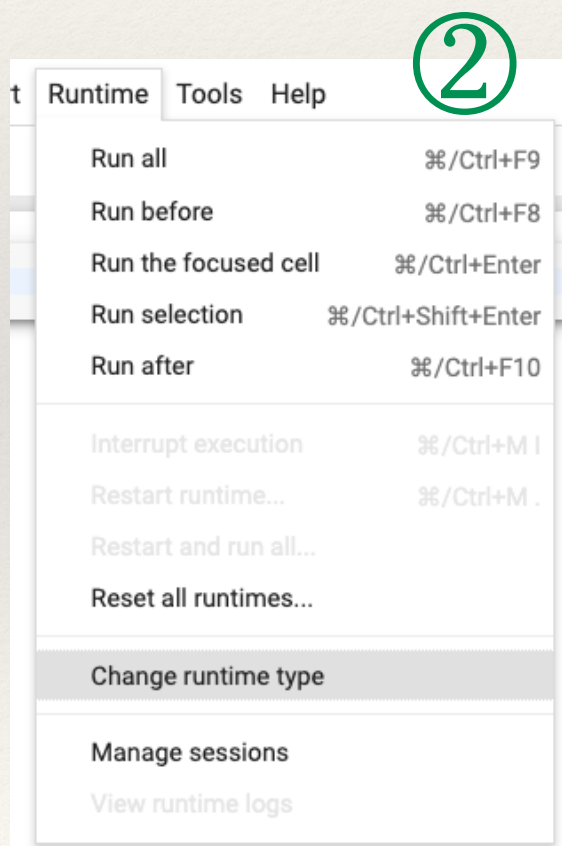 ②
t Runtime Tools Help
Run all ⌘/Ctrl+F9
Run before ⌘/Ctrl+F8
Run the focused cell ⌘/Ctrl+Enter
Run selection ⌘/Ctrl+Shift+Enter
Run after ⌘/Ctrl+F10
Interrupt execution ⌘/Ctrl+M I
Restart runtime... ⌘/Ctrl+M .
Restart and run all...
Reset all runtimes...
Change runtime type
Manage sessions
View runtime logs